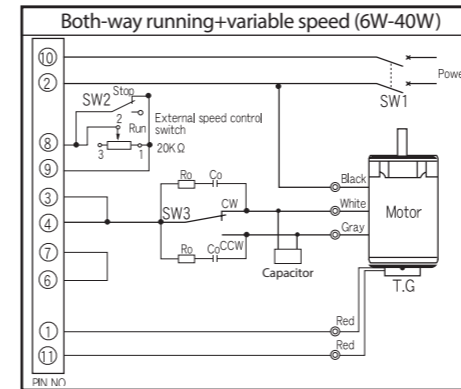 Both-way running+variable speed (6W-40W)
10
2
Powe
SW1
Stop
SW2
2
Run
External speed control
switch
8
3
1
20KΩ
9
Black
Ro
Co
3
White
CW
SW3
Motor
4
Gray
7
Ro
Co
CCW
Capacitor
6
T.G
Red
1
Red
11
PIN NO